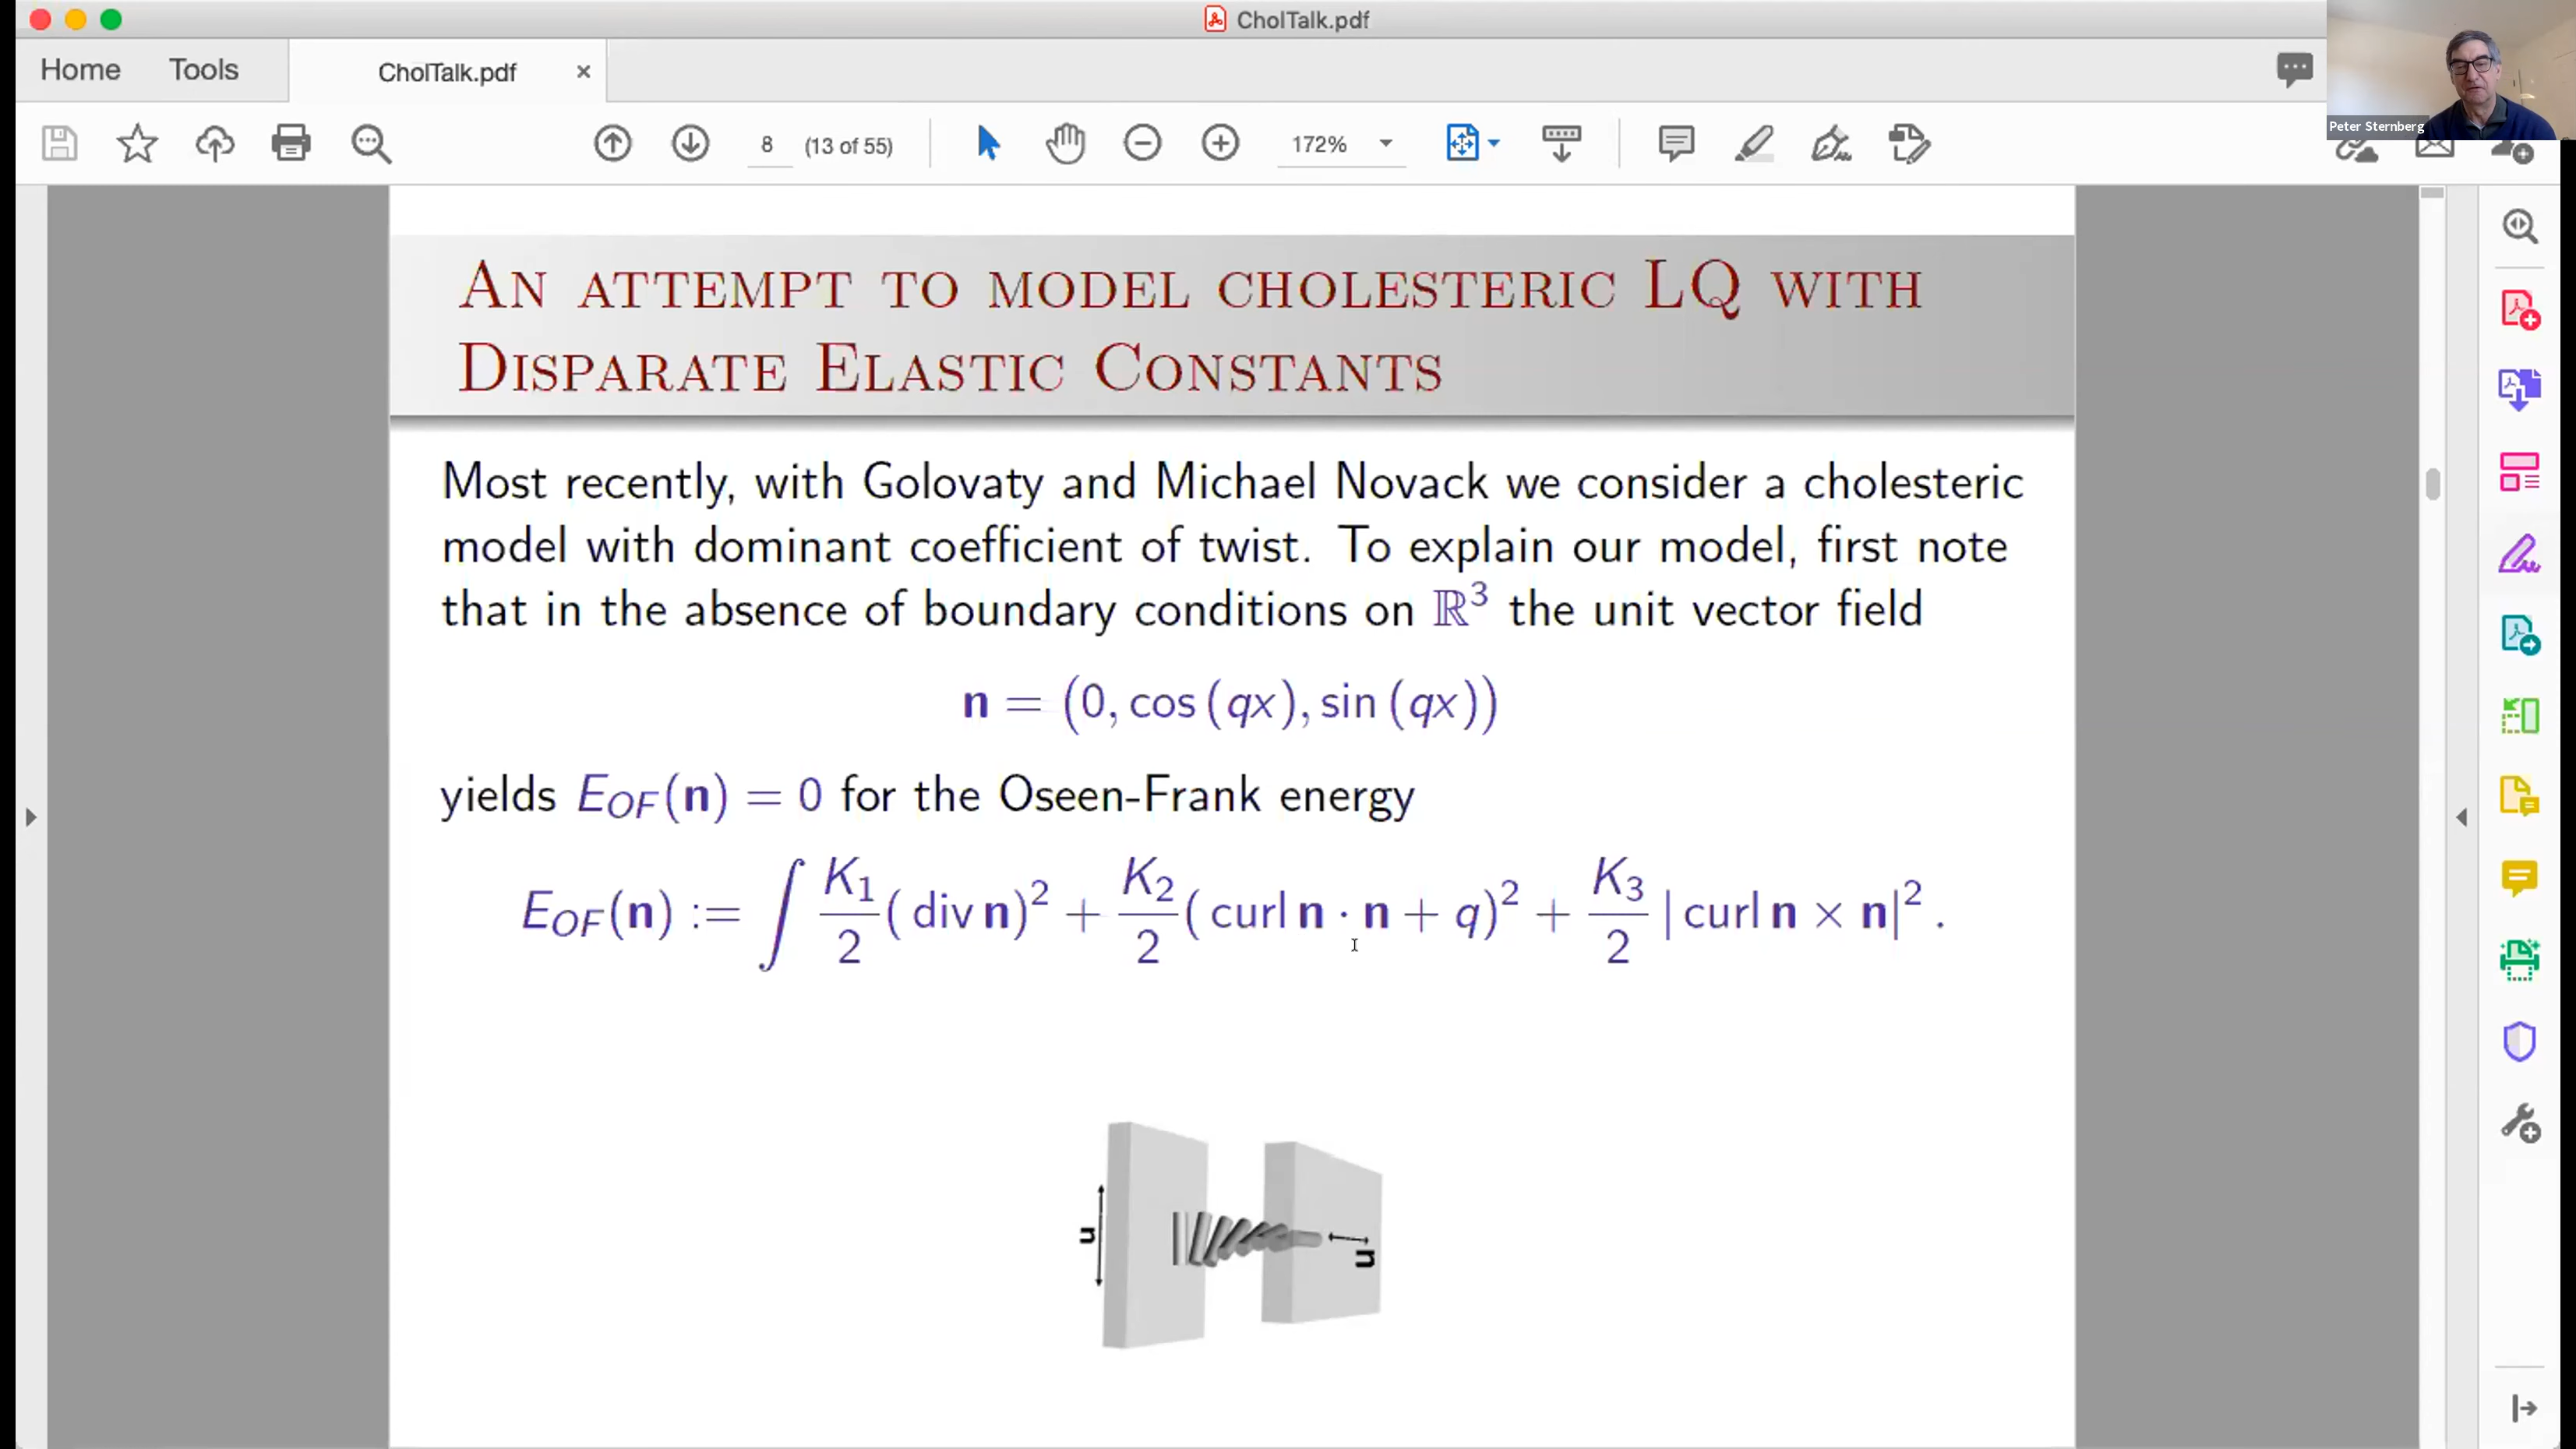 CholTalk.pdf
Home Tools CholTalk.pdf ×
Peter Sternberg
8 (13 of 55) 172%
AN ATTEMPT TO MODEL CHOLESTERIC LQ WITH
DISPARATE ELASTIC CONSTANTS
Most recently, with Golovaty and Michael Novack we consider a cholesteric
model with dominant coefficient of twist. To explain our model, first note
that in the absence of boundary conditions on ℝ³ the unit vector field
n = (0, cos (qx), sin (qx))
yields E_OF(n) = 0 for the Oseen-Frank energy
E_OF(n) := ∫ K₁/2 ( div n)² + K₂/2 ( curl n · n + q)² + K₃/2 | curl n × n|² .
n
n